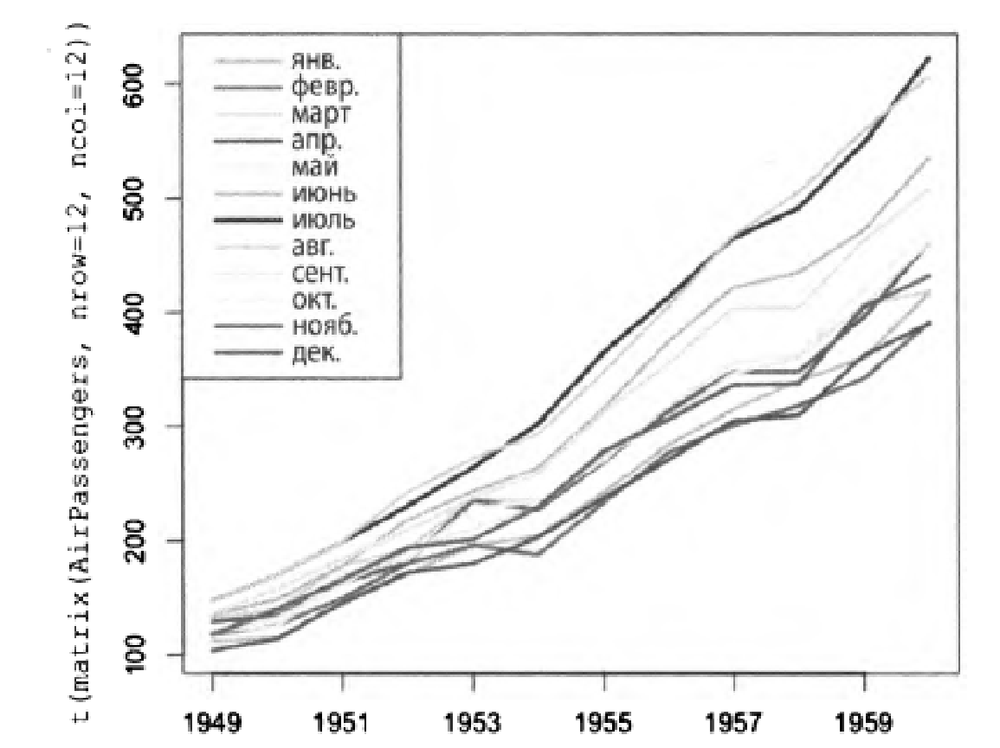 t(matrix(AirPassengers, nrow=12, ncol=12))
600
500
400
300
200
100
янв.
февр.
март
апр.
май
июнь
июль
авг.
сент.
окт.
нояб.
дек.
1949 1951 1953 1955 1957 1959